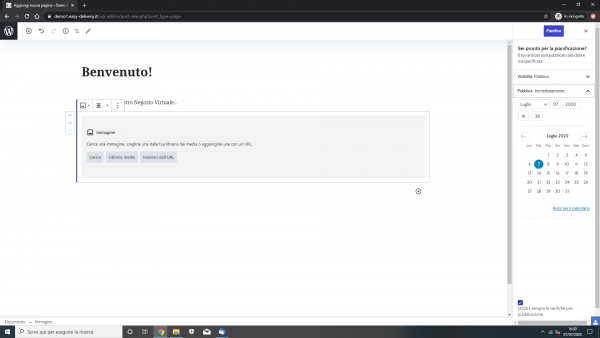 Aggiungi nuova pagina ‹ Demo
In incognito
demo1.easy-delivery.it/wp-admin/post-new.php?post_type=page
Pianifica
Benvenuto!
Sei pronto per la pianificazione?
Il tuo articolo sarà pubblicato alla data e ora specificata.
Visibilità: Pubblico
Pubblica: Immediatamente
stro Negozio Virtuale...
Luglio 07 2020
16 : 30
Immagine
Carica una immagine, scegline una dalla tua libreria dei media o aggiungine una con un URL.
Carica Libreria media Inserisci dall'URL
Luglio 2020
Lun Mar Mer Gio Ven Sab Dom
1 2 3 4 5
6 7 8 9 10 11 12
13 14 15 16 17 18 19
20 21 22 23 24 25 26
27 28 29 30 31
Aiuto per il calendario
Mostra sempre le verifiche pre-
pubblicazione.
Documento → Immagine
Scrivi qui per eseguire la ricerca
16:30
07/07/2020